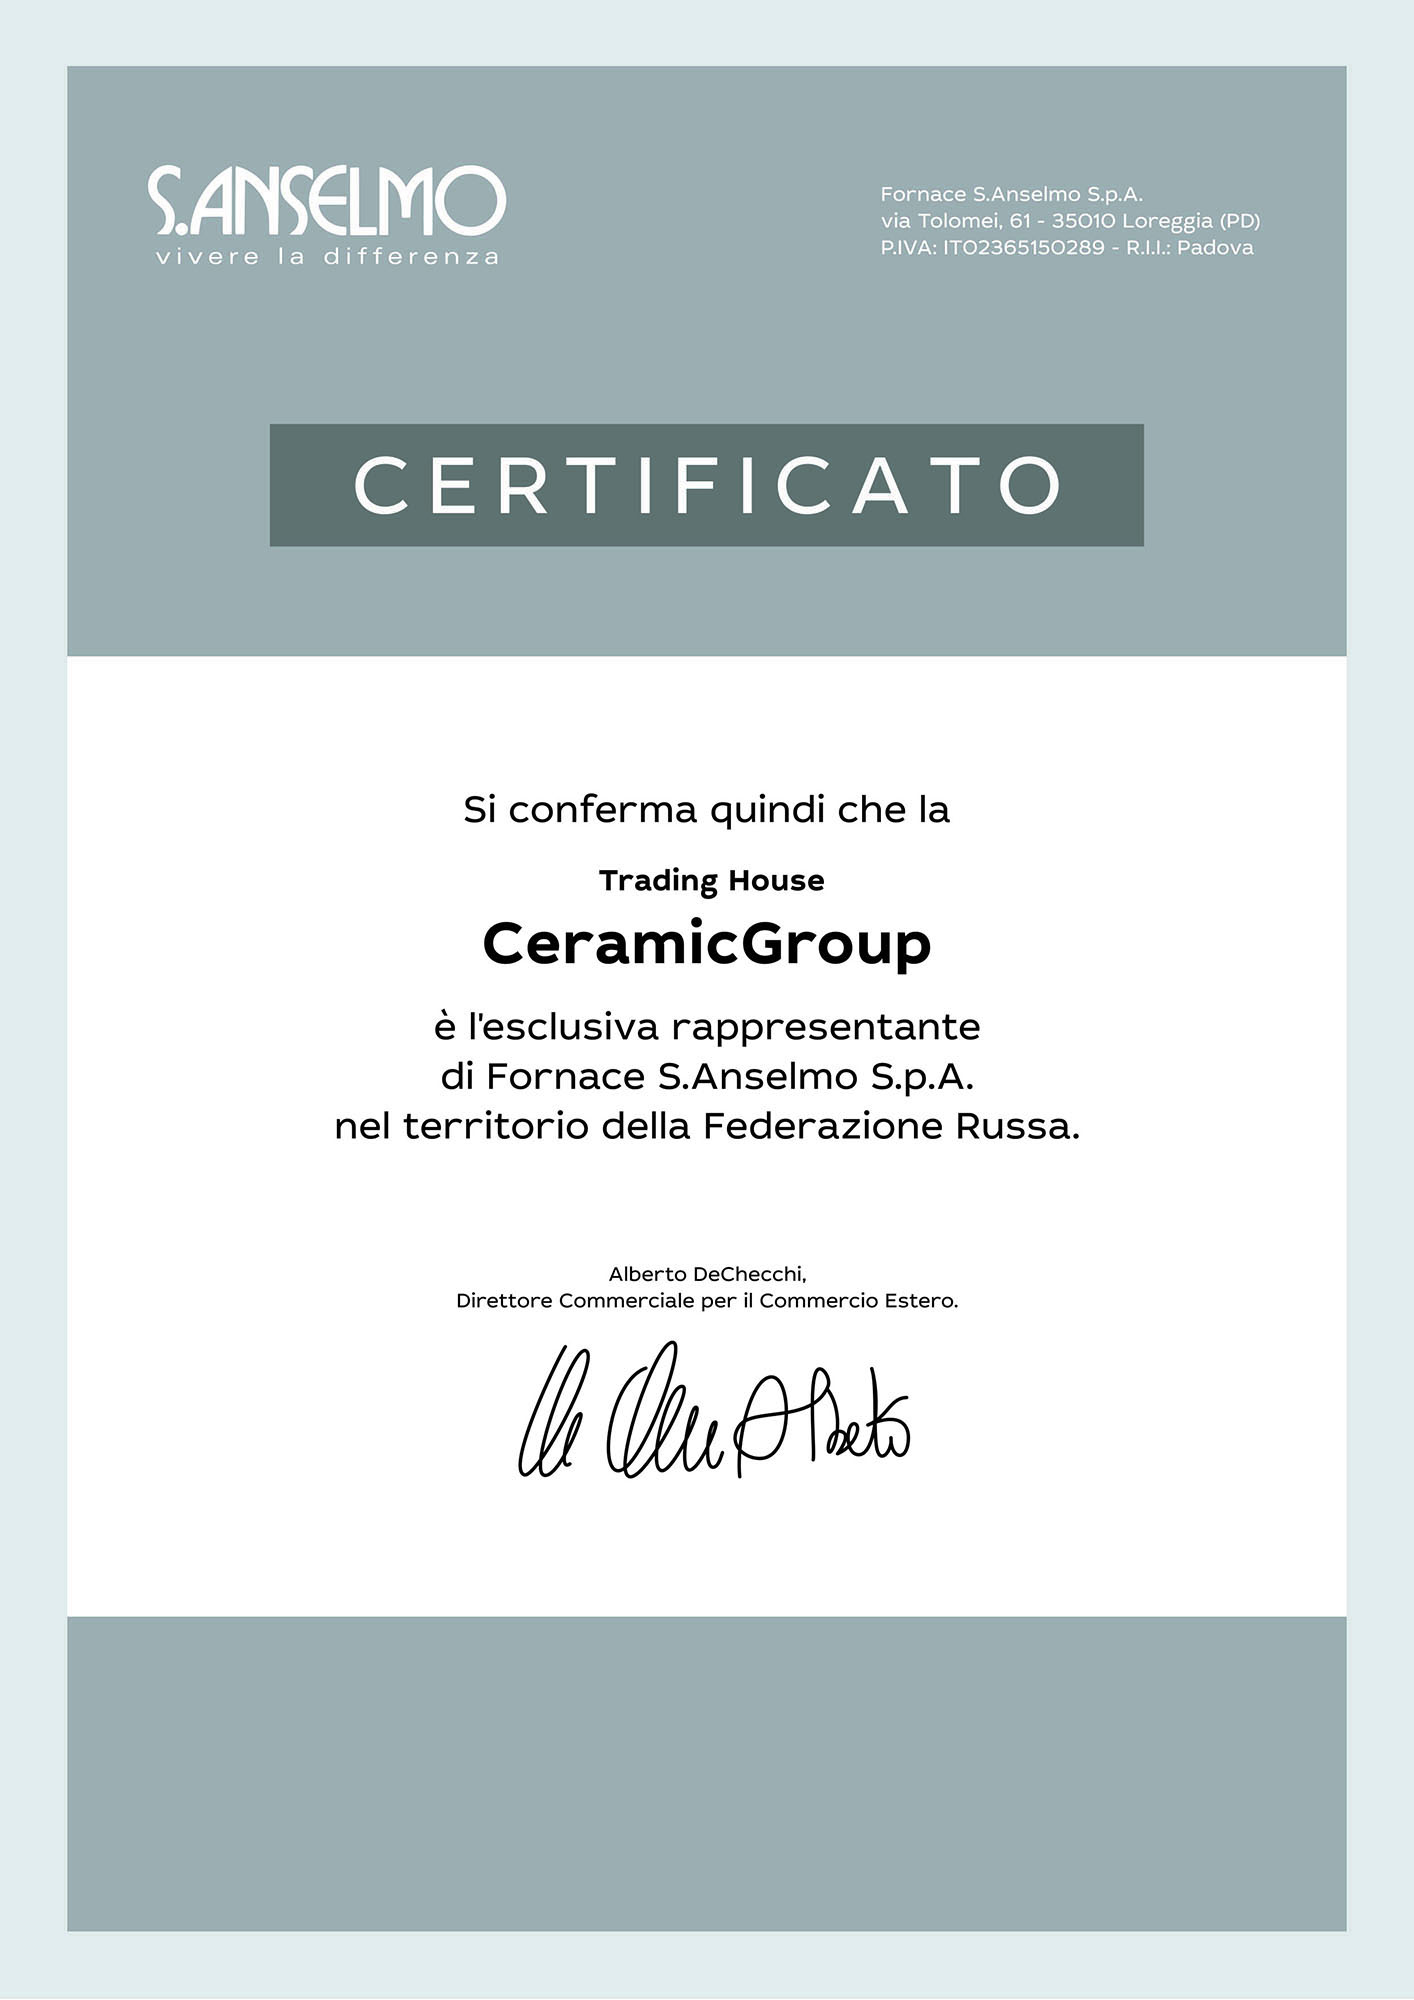 S.ANSELMO
vivere la differenza
Fornace S.Anselmo S.p.A.
via Tolomei, 61 - 35010 Loreggia (PD)
P.IVA: IT02365150289 - R.I.I.: Padova
CERTIFICATO
Si conferma quindi che la
Trading House
CeramicGroup
è l'esclusiva rappresentante
di Fornace S.Anselmo S.p.A.
nel territorio della Federazione Russa.
Alberto DeChecchi,
Direttore Commerciale per il Commercio Estero.